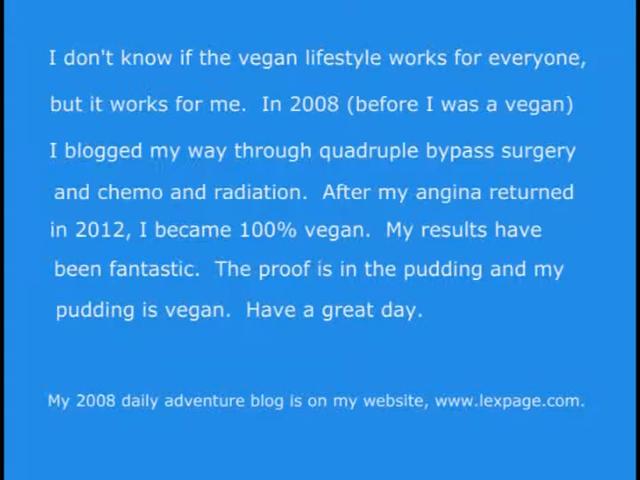 I don't know if the vegan lifestyle works for everyone,
but it works for me.  In 2008 (before I was a vegan)
I blogged my way through quadruple bypass surgery
and chemo and radiation.  After my angina returned
in 2012, I became 100% vegan.  My results have
been fantastic.  The proof is in the pudding and my
pudding is vegan.  Have a great day.
My 2008 daily adventure blog is on my website, www.lexpage.com.